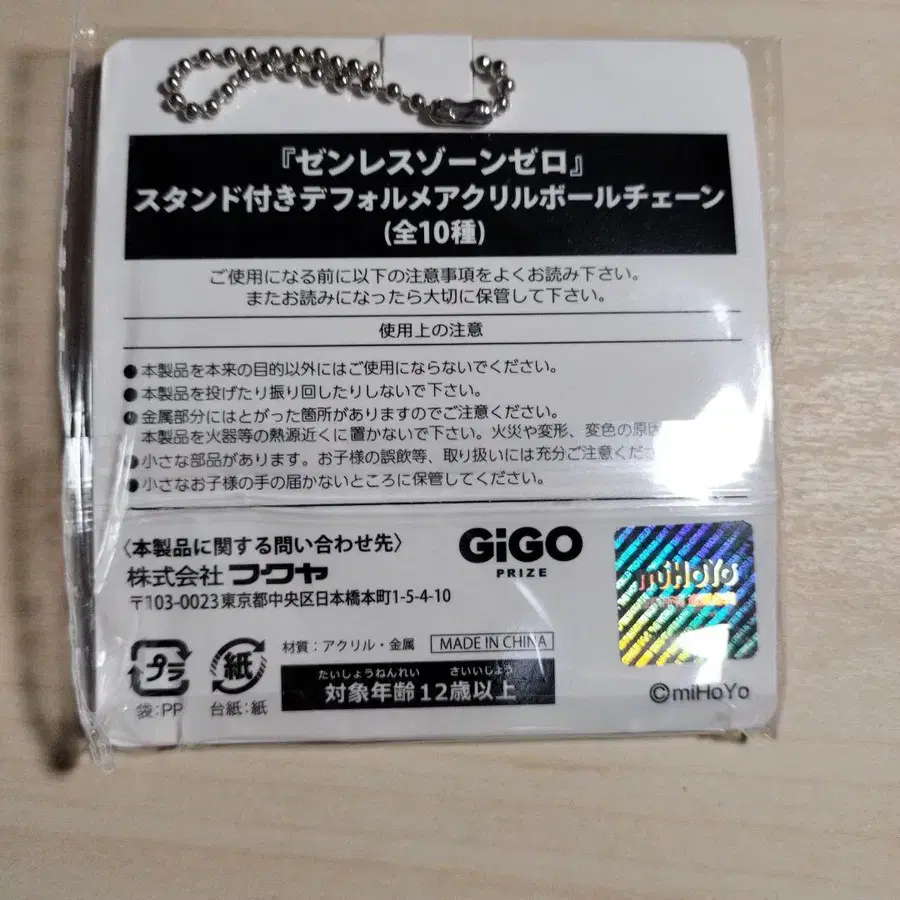 『ゼンレスゾーンゼロ』
スタンド付きデフォルメアクリルボールチェーン
(全10種)
ご使用になる前に以下の注意事項をよくお読み下さい。
またお読みになったら大切に保管して下さい。
使用上の注意
●本製品を本来の目的以外にはご使用にならないでください。
●本製品を投げたり振り回したりしないで下さい。
●金属部分にはとがった箇所がありますのでご注意ください。
本製品を火器等の熱源近くに置かないで下さい。火災や変形、変色の原因
●小さな部品があります。お子様の誤飲等、取り扱いには充分ご注意くだ
●小さなお子様の手の届かないところに保管してください。
〈本製品に関する問い合わせ先〉
株式会社フクヤ
〒103-0023東京都中央区日本橋本町1-5-4-10
GiGO
PRIZE
miHoYo
プラ
袋:PP
紙
台紙:紙
材質:アクリル・金属
MADE IN CHINA
たいしょうねんれい さいいじょう
対象年齢12歳以上
©miHoYo